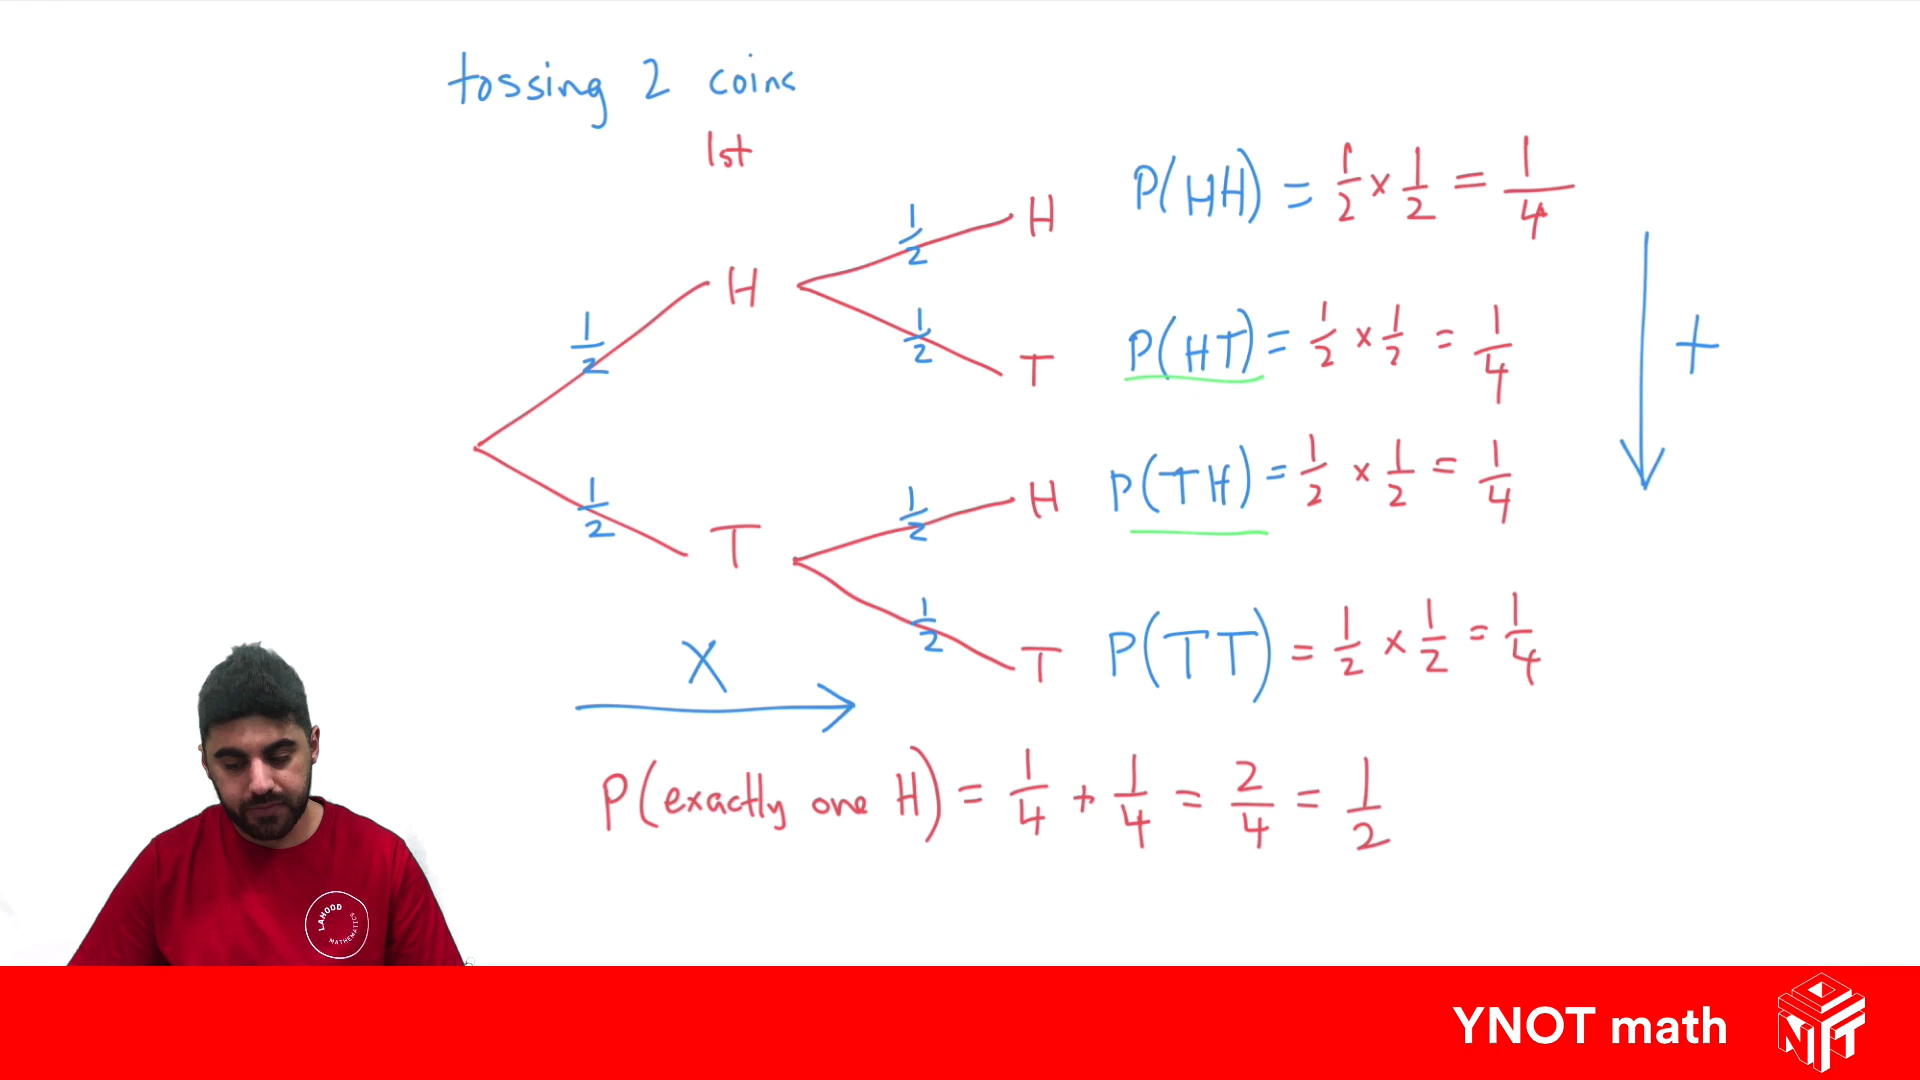 tossing 2 coins
1st
1/2 H 1/2 H P(HH) = 1/2 × 1/2 = 1/4
1/2 T P(HT) = 1/2 × 1/2 = 1/4
+
1/2 T 1/2 H P(TH) = 1/2 × 1/2 = 1/4
1/2 T P(TT) = 1/2 × 1/2 = 1/4
X
P(exactly one H) = 1/4 + 1/4 = 2/4 = 1/2
LAHOOD
MATHEMATICS
YNOT math
YNOT